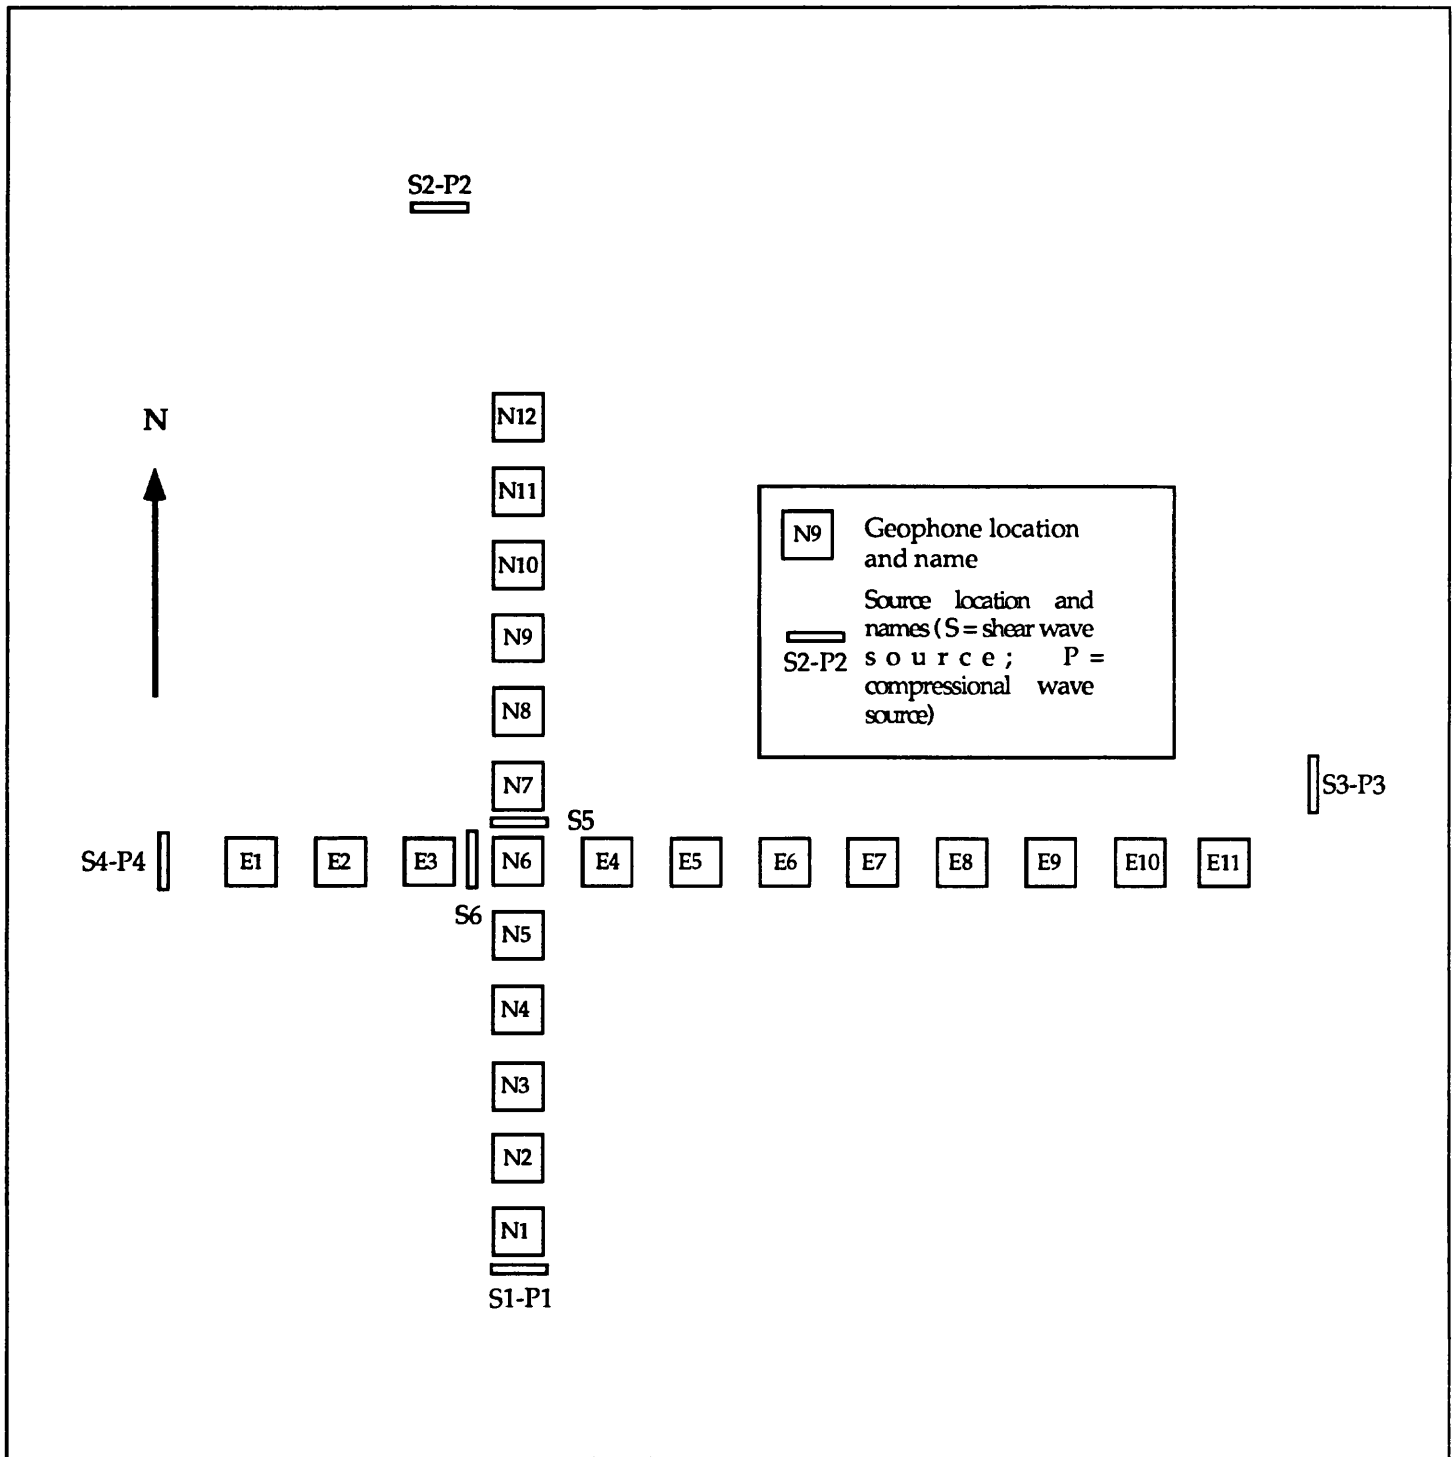 S2-P2
N12
N
N11
N9
Geophone location
and name
N10
Source location and
names (S = shear wave
S2-P2
source; P =
compressional wave
source)
N9
N8
N7
S3-P3
S5
S4-P4
E1
E2
E3
N6
E4
E5
E6
E7
E8
E9
E10
E11
S6
N5
N4
N3
N2
N1
S1-P1